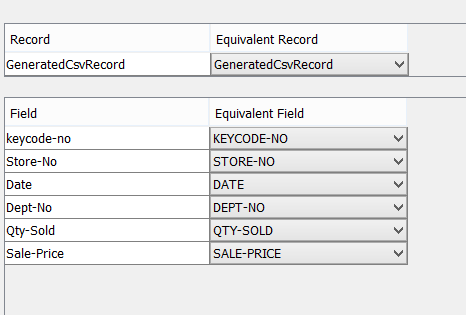 Record Equivalent Record
GeneratedCsvRecord GeneratedCsvRecord
Field Equivalent Field
keycode-no KEYCODE-NO
Store-No STORE-NO
Date DATE
Dept-No DEPT-NO
Qty-Sold QTY-SOLD
Sale-Price SALE-PRICE